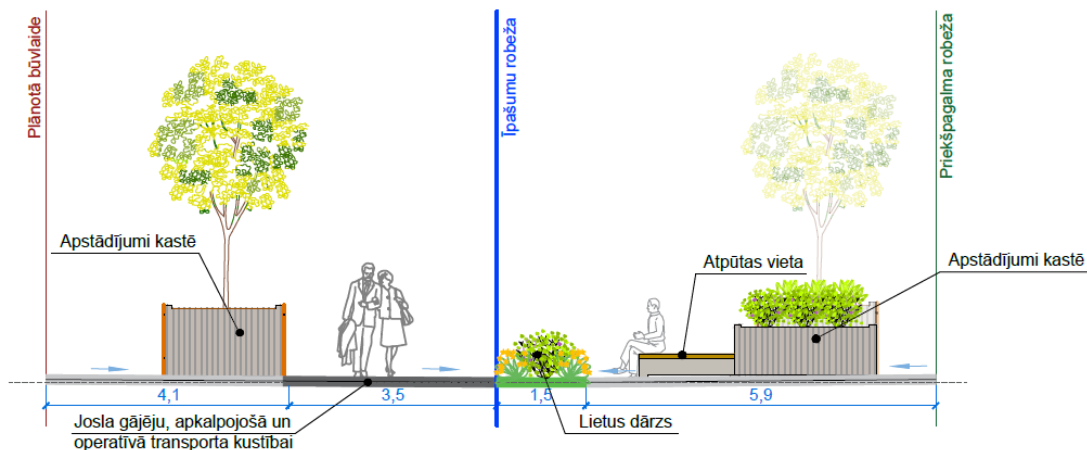 Plānotā būvlaide
Īpašumu robeža
Priekšpagalma robeža
Apstādījumi kastē
Atpūtas vieta
Apstādījumi kastē
4,1
3,5
1,5
5,9
Josla gājēju, apkalpojošā un
operatīvā transporta kustībai
Lietus dārzs